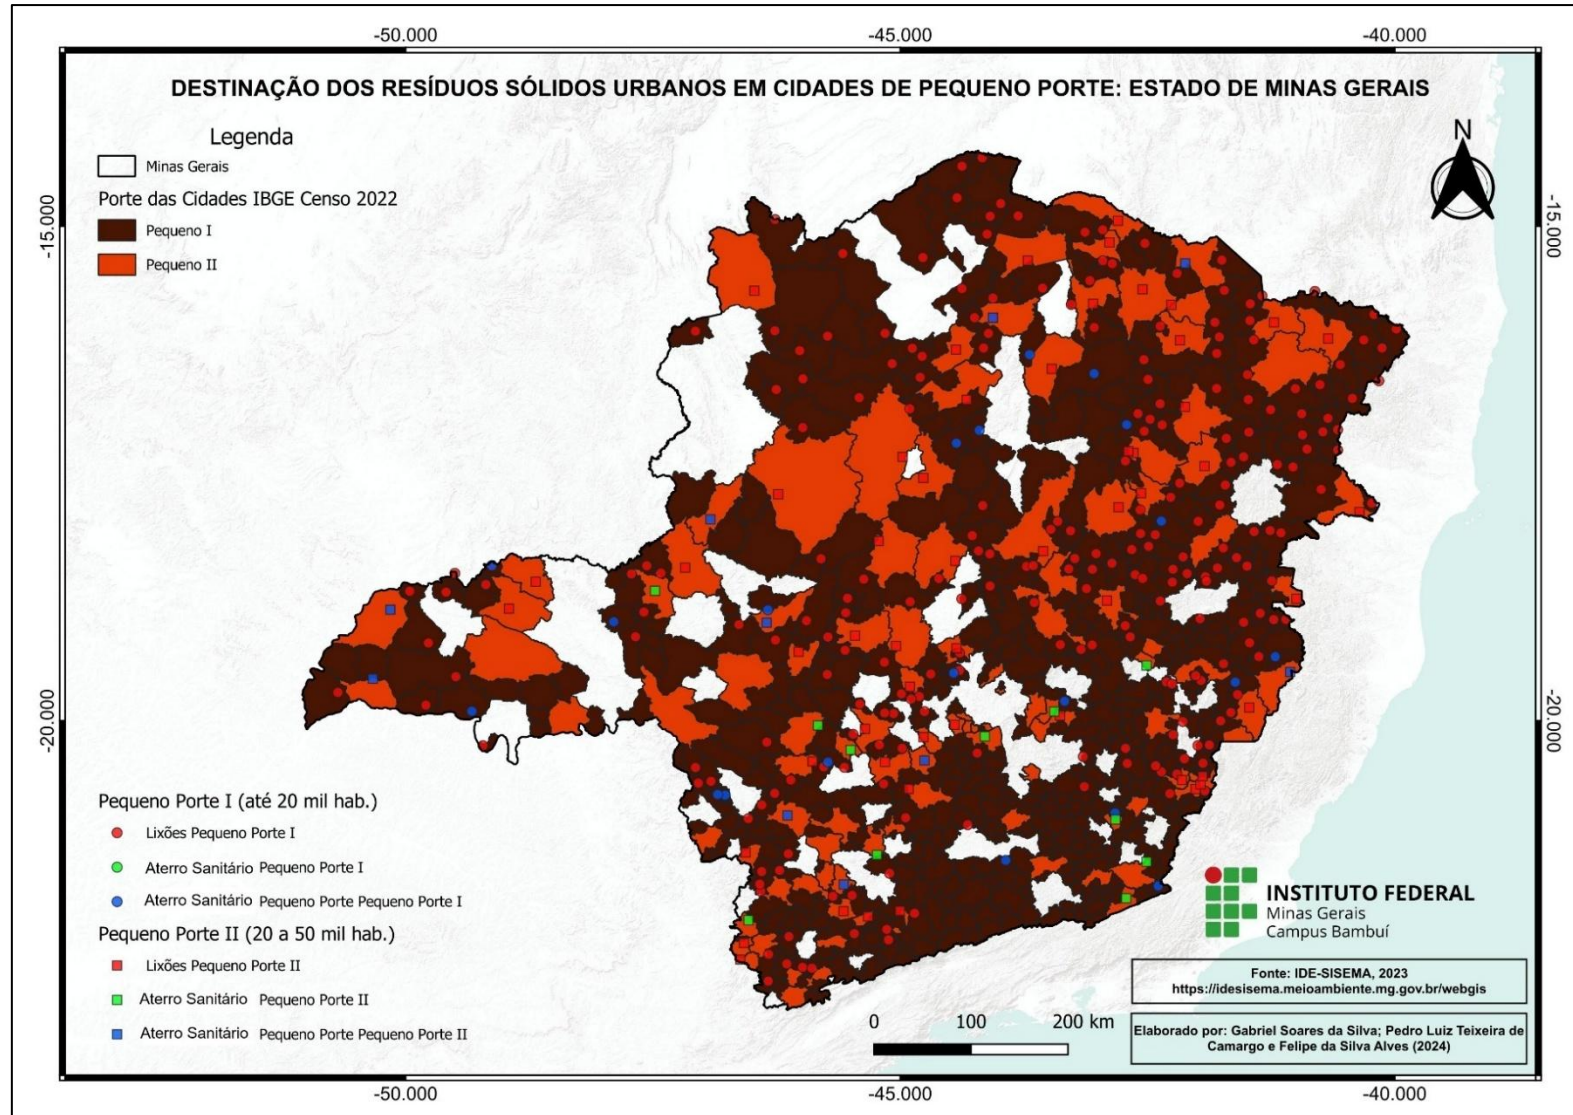 -50.000 -45.000 -40.000
DESTINAÇÃO DOS RESÍDUOS SÓLIDOS URBANOS EM CIDADES DE PEQUENO PORTE: ESTADO DE MINAS GERAIS
Legenda
Minas Gerais
Porte das Cidades IBGE Censo 2022
Pequeno I
Pequeno II
N
-15.000 -15.000
-20.000 -20.000
Pequeno Porte I (até 20 mil hab.)
Lixões Pequeno Porte I
Aterro Sanitário Pequeno Porte I
Aterro Sanitário Pequeno Porte Pequeno Porte I
Pequeno Porte II (20 a 50 mil hab.)
Lixões Pequeno Porte II
Aterro Sanitário Pequeno Porte II
Aterro Sanitário Pequeno Porte Pequeno Porte II
INSTITUTO FEDERAL
Minas Gerais
Campus Bambuí
Fonte: IDE-SISEMA, 2023
https://idesisema.meioambiente.mg.gov.br/webgis
0 100 200 km
Elaborado por: Gabriel Soares da Silva; Pedro Luiz Teixeira de
Camargo e Felipe da Silva Alves (2024)
-50.000 -45.000 -40.000